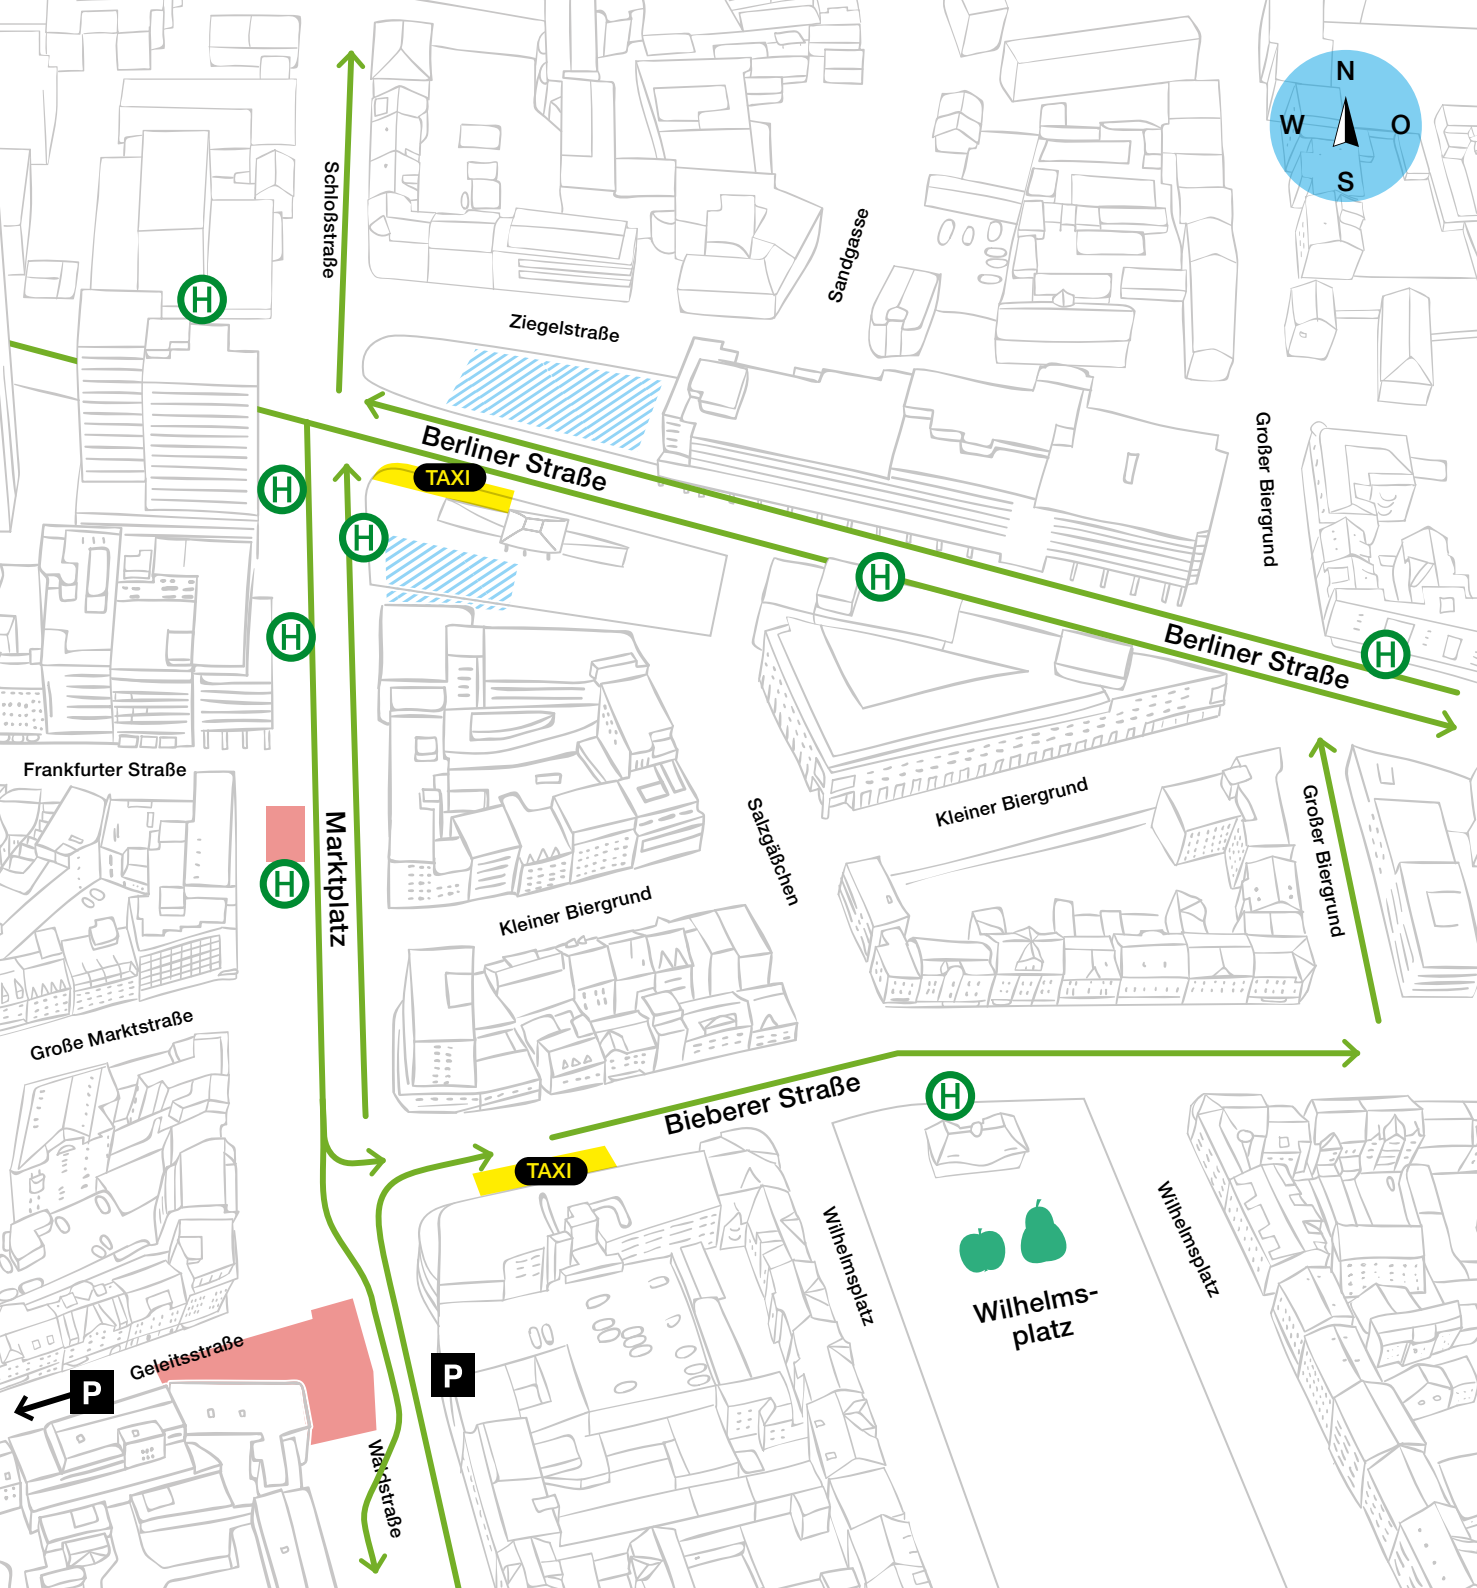 N
W
O
S
Schloßstraße
Sandgasse
H
Ziegelstraße
Berliner Straße
TAXI
H
H
H
Großer Biergrund
H
Berliner Straße
H
Frankfurter Straße
Marktplatz
H
Kleiner Biergrund
Salzgäßchen
Kleiner Biergrund
Großer Biergrund
Große Marktstraße
Bieberer Straße
H
TAXI
Wilhelmsplatz
Wilhelmsplatz
Wilhelms-
platz
Geleitsstraße
P
P
Waldstraße